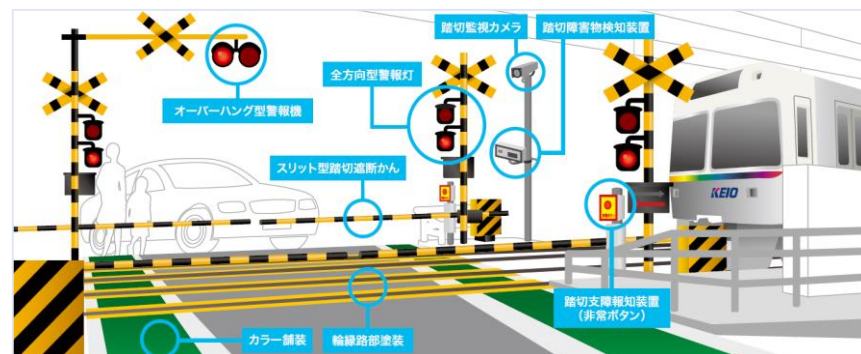 踏切監視カメラ
踏切障害物検知装置
全方向型警報灯
オーバーハング型警報機
スリット型踏切遮断かん
KEIO
踏切支障報知装置
(非常ボタン)
カラー舗装
輪縁路部塗装